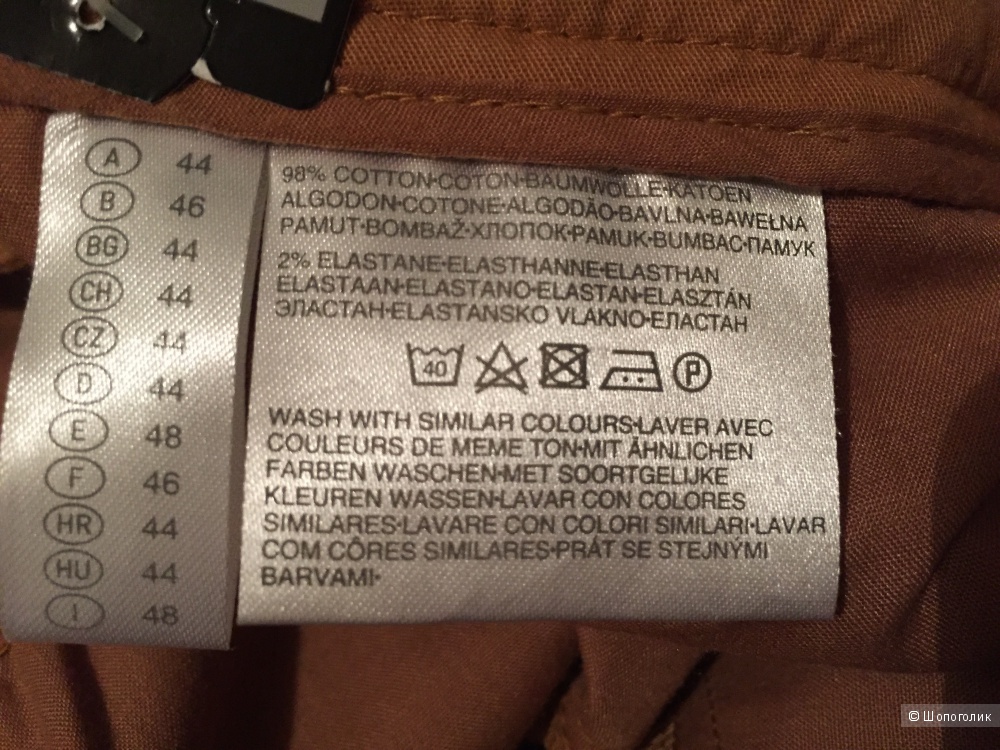 A 44
B 46
BG 44
CH 44
CZ 44
D 44
E 48
F 46
HR 44
HU 44
I 48
98% COTTON·COTON·BAUMWOLLE·KATOEN
ALGODON·COTONE·ALGODÃO·BAVLNA·BAWEŁNA
PAMUT·BOMBAŽ·ХЛОПОК·PAMUK·BUMBAC·ПАМУК
2% ELASTANE·ELASTHANNE·ELASTHAN
ELASTAAN·ELASTANO·ELASTAN·ELASZTÁN
ЭЛАСТАН·ELASTANSKO VLAKNO·ЕЛАСТАН
40 P
WASH WITH SIMILAR COLOURS·LAVER AVEC
COULEURS DE MEME TON·MIT ÄHNLICHEN
FARBEN WASCHEN·MET SOORTGELIJKE
KLEUREN WASSEN·LAVAR CON COLORES
SIMILARES·LAVARE CON COLORI SIMILARI·LAVAR
COM CÔRES SIMILARES·PRÁT SE STEJNÝMI
BARVAMI·
© Шопоголик